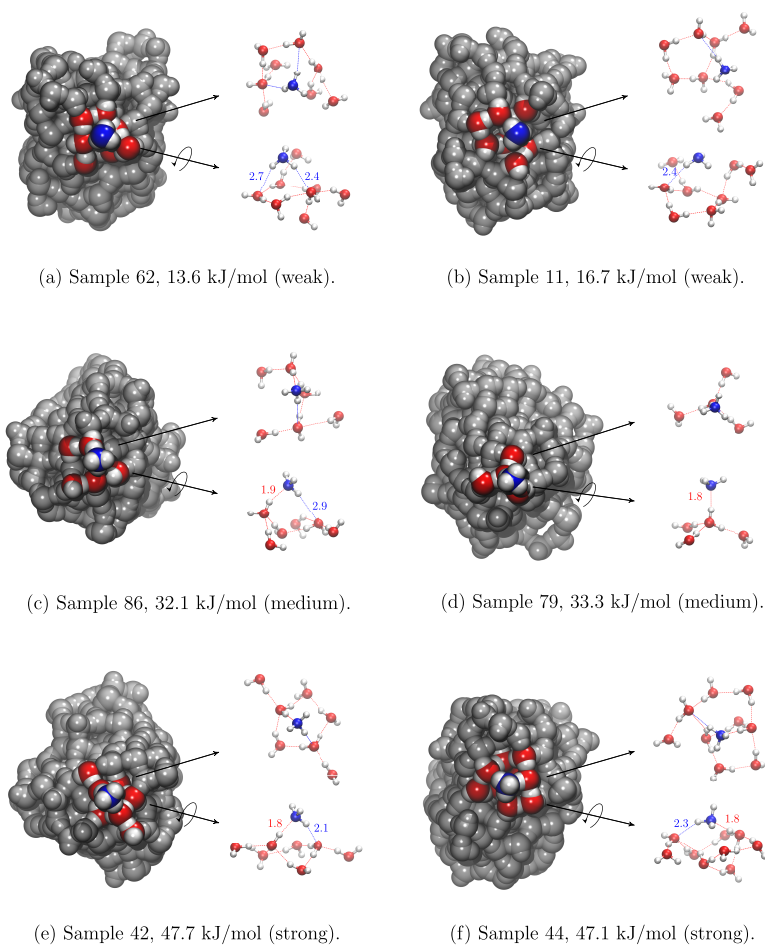 2.7
2.4
2.4
(a) Sample 62, 13.6 kJ/mol (weak).
(b) Sample 11, 16.7 kJ/mol (weak).
1.9
2.9
1.8
(c) Sample 86, 32.1 kJ/mol (medium).
(d) Sample 79, 33.3 kJ/mol (medium).
1.8
2.1
2.3
1.8
(e) Sample 42, 47.7 kJ/mol (strong).
(f) Sample 44, 47.1 kJ/mol (strong).